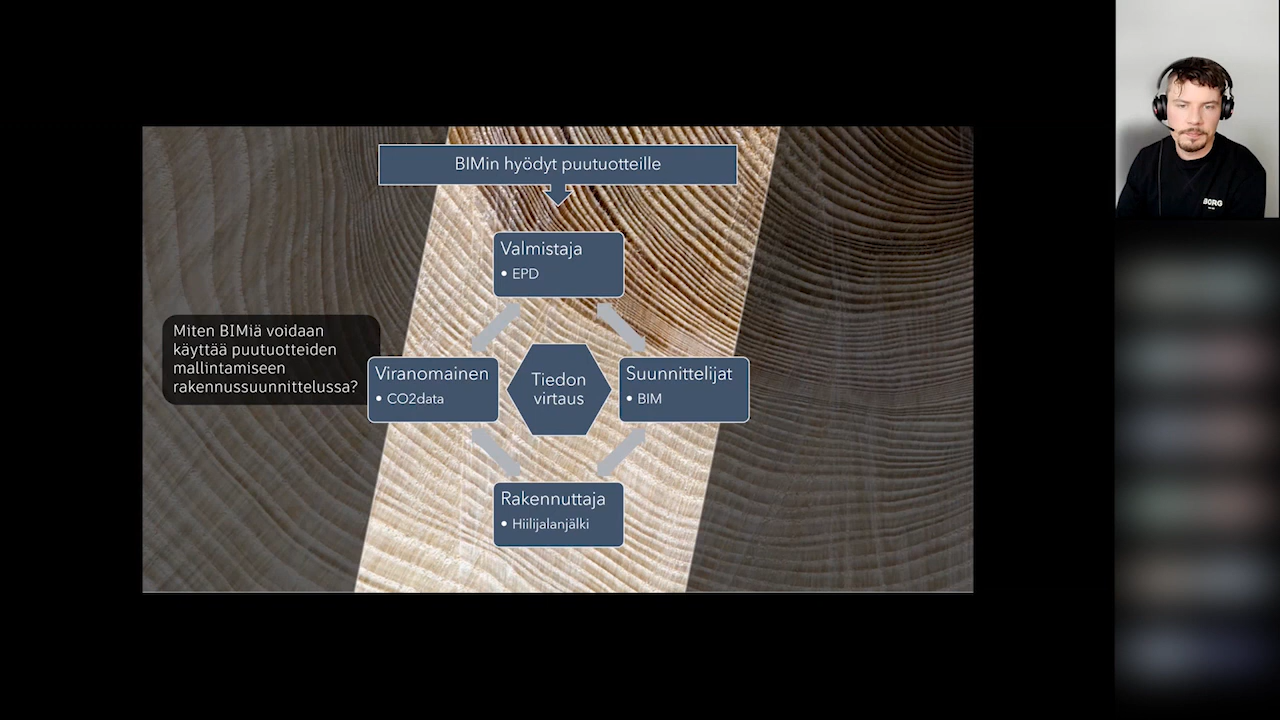 BIMin hyödyt puutuotteille
Valmistaja
• EPD
Miten BIMiä voidaan
käyttää puutuotteiden
mallintamiseen
rakennussuunnittelussa?
Viranomainen
• CO2data
Tiedon
virtaus
Suunnittelijat
• BIM
Rakennuttaja
• Hiilijalanjälki
BORG